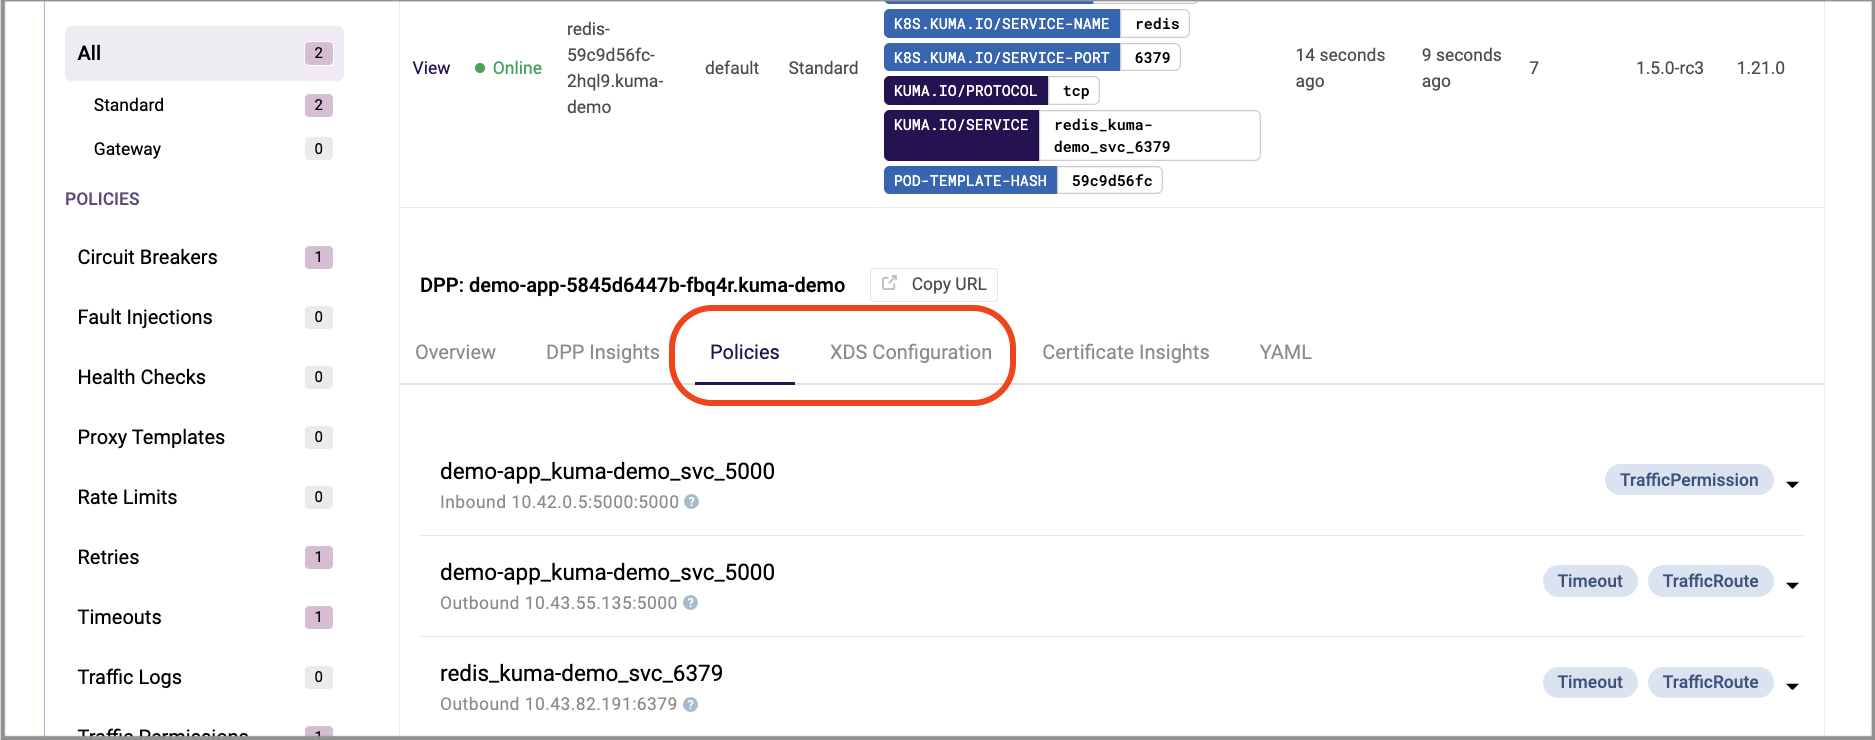 All 2
Standard 2
Gateway 0
POLICIES
Circuit Breakers 1
Fault Injections 0
Health Checks 0
Proxy Templates 0
Rate Limits 0
Retries 1
Timeouts 1
Traffic Logs 0
Traffic Permissions 1
View
Online
redis-
59c9d56fc-
2hql9.kuma-
demo
default
Standard
K8S.KUMA.IO/SERVICE-NAME redis
K8S.KUMA.IO/SERVICE-PORT 6379
KUMA.IO/PROTOCOL tcp
KUMA.IO/SERVICE redis_kuma-
demo_svc_6379
POD-TEMPLATE-HASH 59c9d56fc
14 seconds
ago
9 seconds
ago
7
1.5.0-rc3
1.21.0
DPP: demo-app-5845d6447b-fbq4r.kuma-demo Copy URL
Overview DPP Insights Policies XDS Configuration Certificate Insights YAML
demo-app_kuma-demo_svc_5000
Inbound 10.42.0.5:5000:5000 ?
TrafficPermission
demo-app_kuma-demo_svc_5000
Outbound 10.43.55.135:5000 ?
Timeout TrafficRoute
redis_kuma-demo_svc_6379
Outbound 10.43.82.191:6379 ?
Timeout TrafficRoute